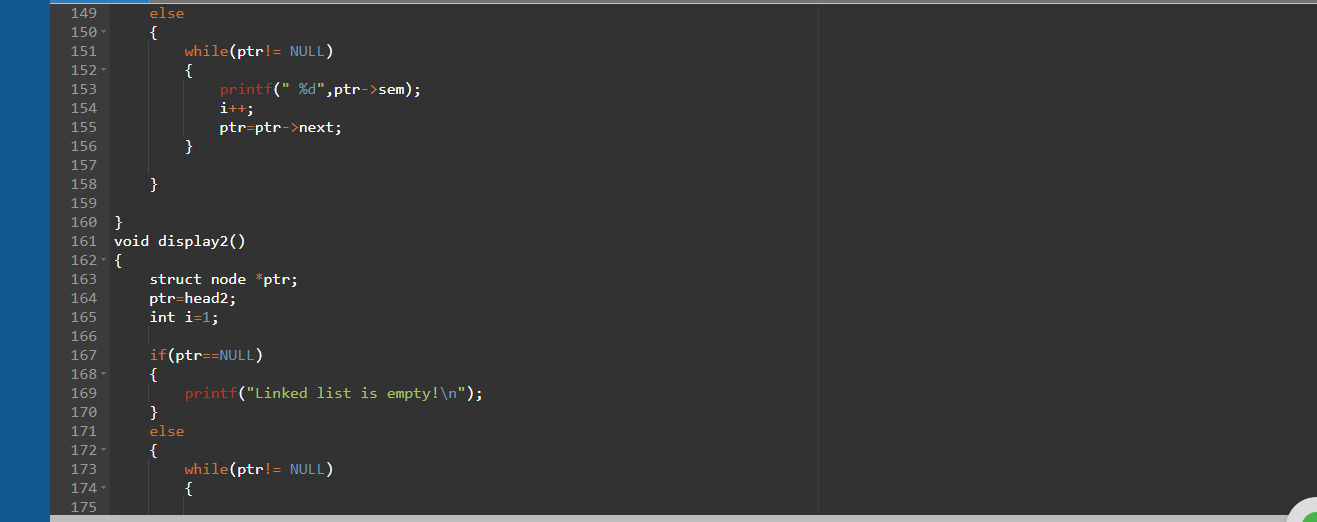 149 else
150 {
151 while(ptr!= NULL)
152 {
153 printf(" %d",ptr->sem);
154 i++;
155 ptr=ptr->next;
156 }
157
158 }
159
160 }
161 void display2()
162 {
163 struct node *ptr;
164 ptr=head2;
165 int i=1;
166
167 if(ptr==NULL)
168 {
169 printf("Linked list is empty!\n");
170 }
171 else
172 {
173 while(ptr!= NULL)
174 {
175